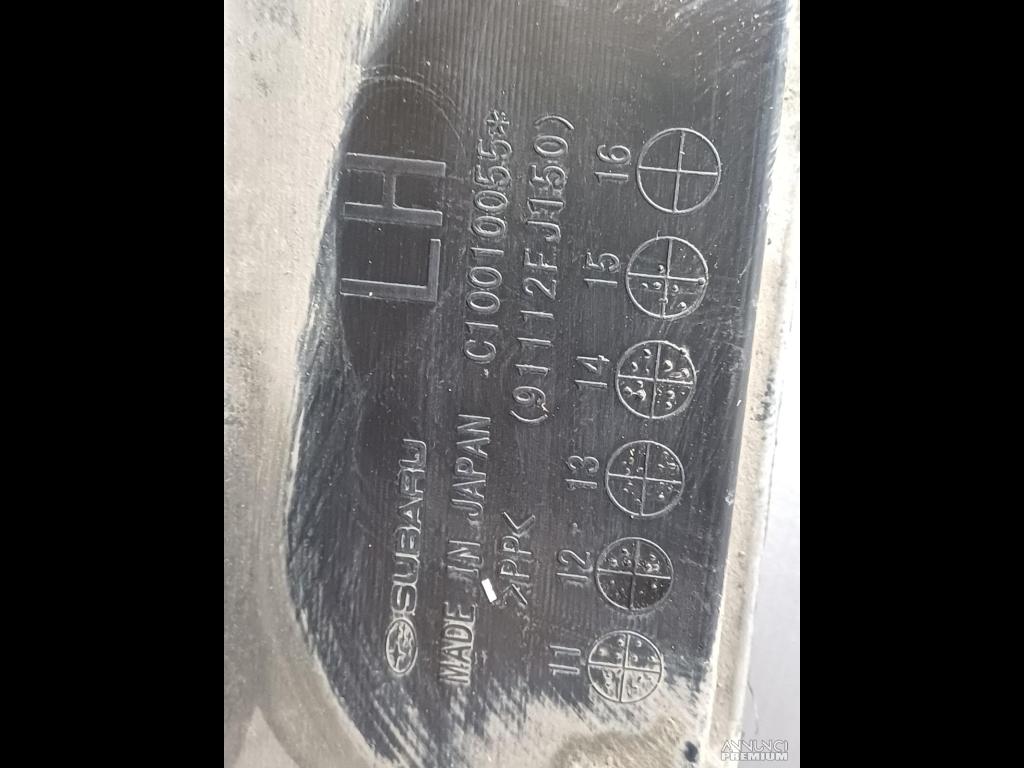 LH
SUBARU
MADE IN JAPAN C10010055*
>PP< (91112FJ150)
11 12 13 14 15 16
ANNUNCI
PREMIUM